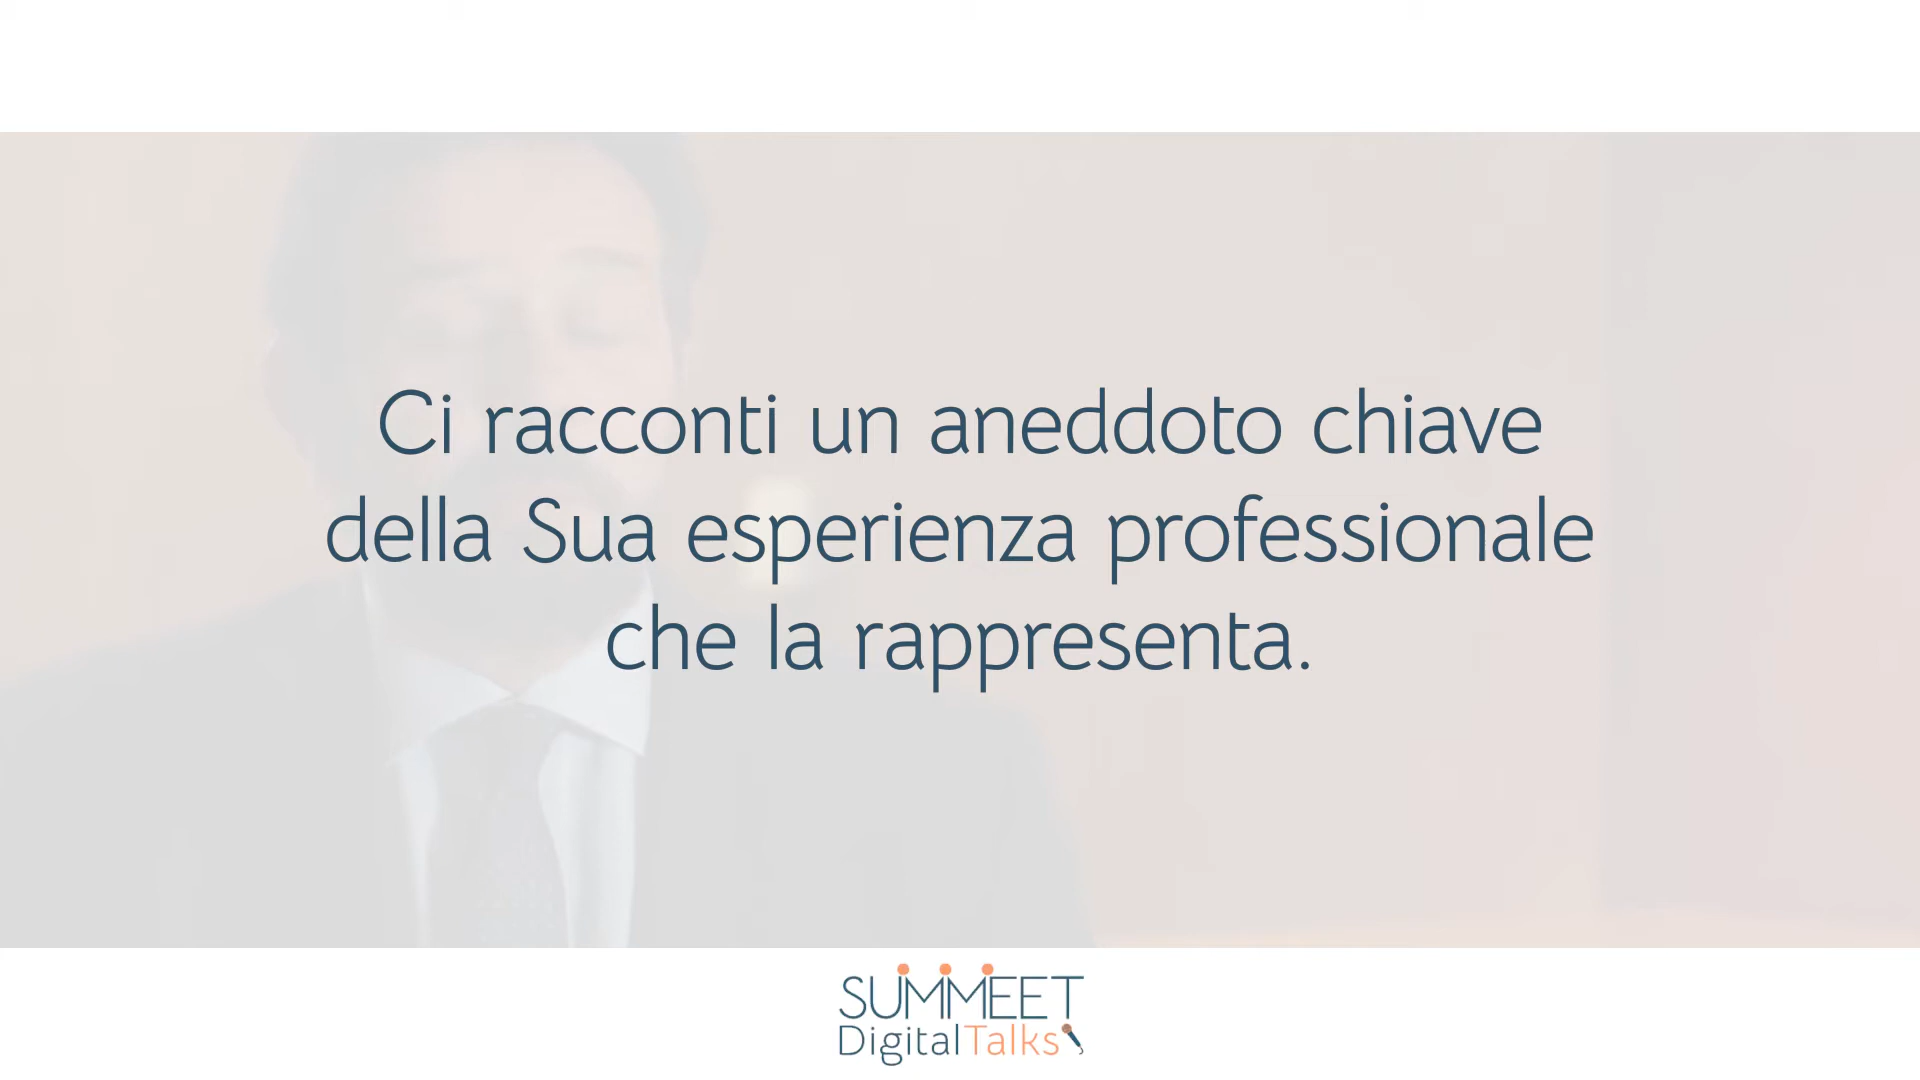 Ci racconti un aneddoto chiave
della Sua esperienza professionale
che la rappresenta.
SUMMEET
DigitalTalks